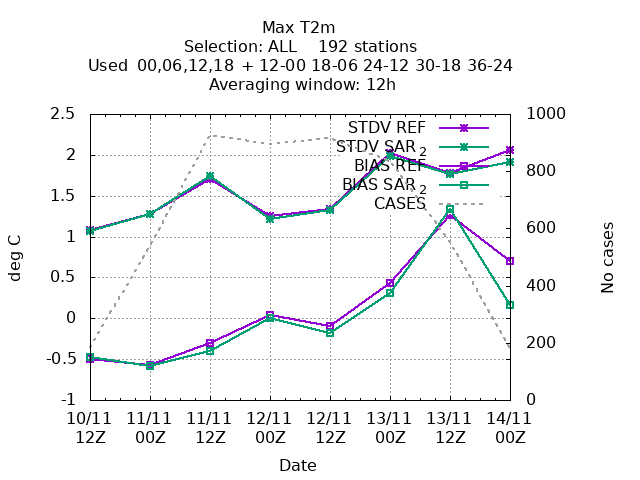 Max T2m
Selection: ALL    192 stations
Used  00,06,12,18  + 12-00 18-06 24-12 30-18 36-24
Averaging window: 12h
2.5
2
1.5
1
0.5
0
-0.5
-1
deg C
1000
800
600
400
200
0
No cases
STDV REF
STDV SAR 2
BIAS REF
BIAS SAR 2
CASES
10/11 11/11 11/11 12/11 12/11 13/11 13/11 14/11
12Z 00Z 12Z 00Z 12Z 00Z 12Z 00Z
Date